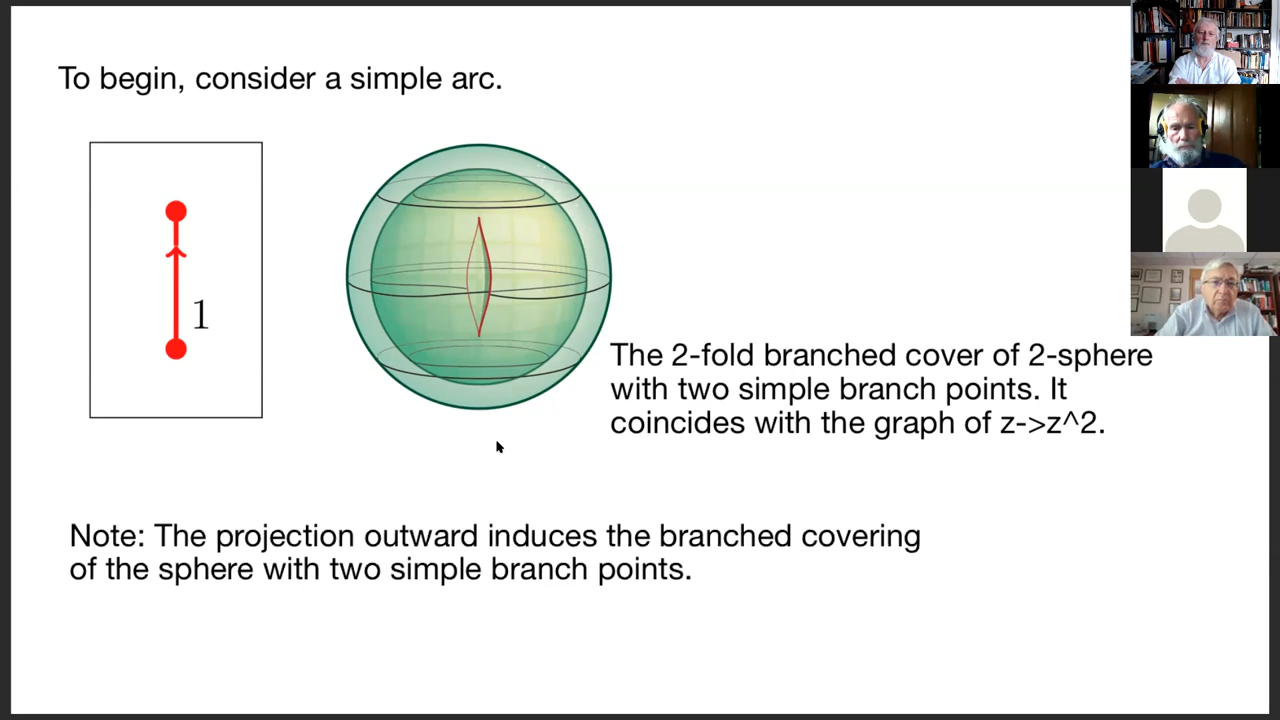 To begin, consider a simple arc.
1
The 2-fold branched cover of 2-sphere
with two simple branch points. It
coincides with the graph of z->z^2.
Note: The projection outward induces the branched covering
of the sphere with two simple branch points.